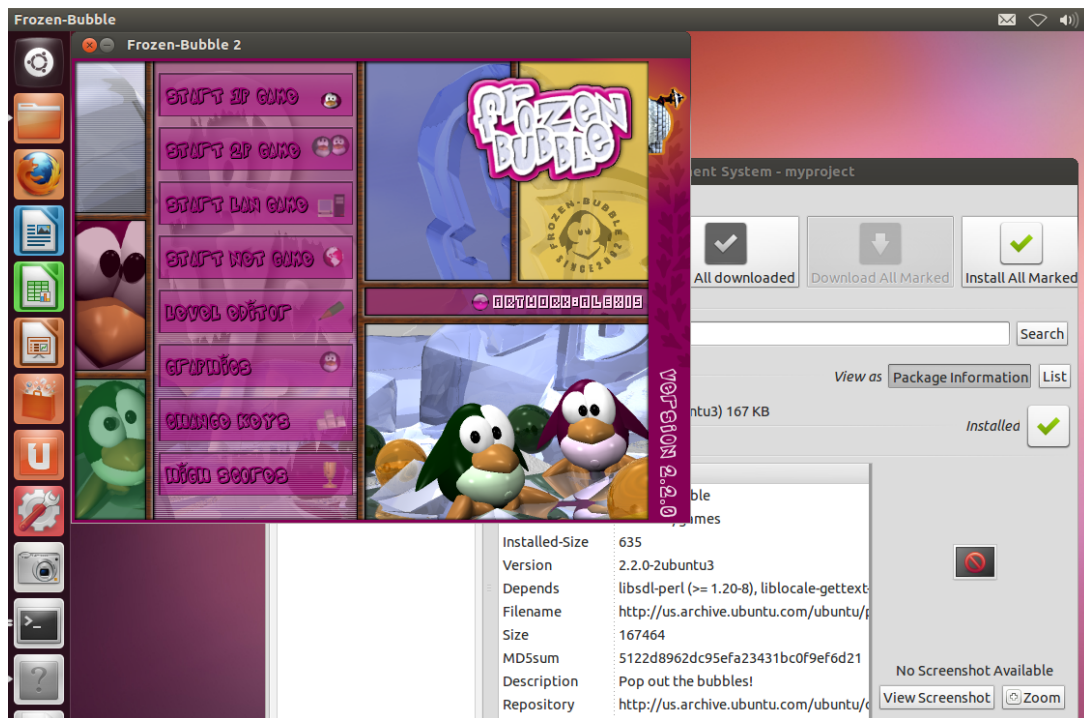 Frozen-Bubble
Frozen-Bubble 2
START 1P GAME
START 2P GAME
START LAN GAME
START NET GAME
LEVEL EDITOR
GRAPHICS
CHANGE KEYS
HIGH SCORES
FROZEN
BUBBLE
FROZEN-BUBBLE
SINCE 2002
ARTWORK:ALEXIS
VERSION 2.2.0
ent System - myproject
All downloaded
Download All Marked
Install All Marked
Search
View as Package Information List
ntu3) 167 KB
Installed
ble
games
Installed-Size 635
Version 2.2.0-2ubuntu3
Depends libsdl-perl (>= 1.20-8), liblocale-gettext-
Filename http://us.archive.ubuntu.com/ubuntu/p
Size 167464
MD5sum 5122d8962dc95efa23431bc0f9ef6d21
Description Pop out the bubbles!
Repository http://us.archive.ubuntu.com/ubuntu/
No Screenshot Available
View Screenshot Zoom